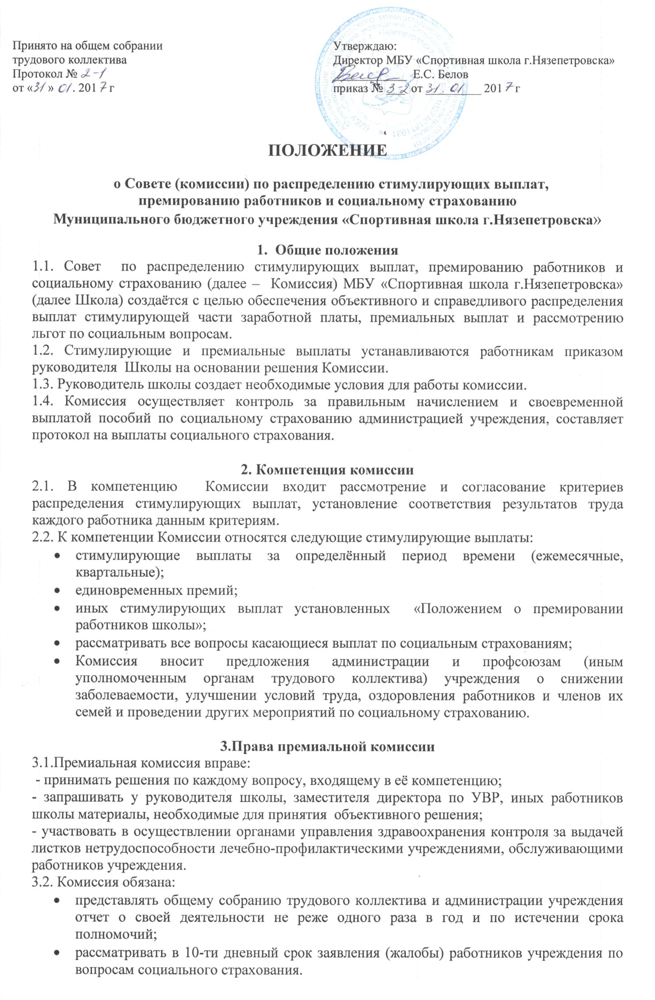 Принято на общем собрании
трудового коллектива
Протокол № 2-1
от «31» 01. 2017 г
Утверждаю:
Директор МБУ «Спортивная школа г.Нязепетровска»
Е.С. Белов
приказ № 3-2 от 31. 01 2017 г
1027401811931
ПОЛОЖЕНИЕ
о Совете (комиссии) по распределению стимулирующих выплат,
премированию работников и социальному страхованию
Муниципального бюджетного учреждения «Спортивная школа г.Нязепетровска»
1. Общие положения
1.1. Совет по распределению стимулирующих выплат, премированию работников и
социальному страхованию (далее – Комиссия) МБУ «Спортивная школа г.Нязепетровска»
(далее Школа) создаётся с целью обеспечения объективного и справедливого распределения
выплат стимулирующей части заработной платы, премиальных выплат и рассмотрению
льгот по социальным вопросам.
1.2. Стимулирующие и премиальные выплаты устанавливаются работникам приказом
руководителя Школы на основании решения Комиссии.
1.3. Руководитель школы создает необходимые условия для работы комиссии.
1.4. Комиссия осуществляет контроль за правильным начислением и своевременной
выплатой пособий по социальному страхованию администрацией учреждения, составляет
протокол на выплаты социального страхования.
2. Компетенция комиссии
2.1. В компетенцию Комиссии входит рассмотрение и согласование критериев
распределения стимулирующих выплат, установление соответствия результатов труда
каждого работника данным критериям.
2.2. К компетенции Комиссии относятся следующие стимулирующие выплаты:
• стимулирующие выплаты за определённый период времени (ежемесячные,
квартальные);
• единовременных премий;
• иных стимулирующих выплат установленных «Положением о премировании
работников школы»;
• рассматривать все вопросы касающиеся выплат по социальным страхованиям;
• Комиссия вносит предложения администрации и профсоюзам (иным
уполномоченным органам трудового коллектива) учреждения о снижении
заболеваемости, улучшении условий труда, оздоровления работников и членов их
семей и проведении других мероприятий по социальному страхованию.
3.Права премиальной комиссии
3.1.Премиальная комиссия вправе:
- принимать решения по каждому вопросу, входящему в её компетенцию;
- запрашивать у руководителя школы, заместителя директора по УВР, иных работников
школы материалы, необходимые для принятия объективного решения;
- участвовать в осуществлении органами управления здравоохранения контроля за выдачей
листков нетрудоспособности лечебно-профилактическими учреждениями, обслуживающими
работников учреждения.
3.2. Комиссия обязана:
• представлять общему собранию трудового коллектива и администрации учреждения
отчет о своей деятельности не реже одного раза в год и по истечении срока
полномочий;
• рассматривать в 10-ти дневный срок заявления (жалобы) работников учреждения по
вопросам социального страхования.